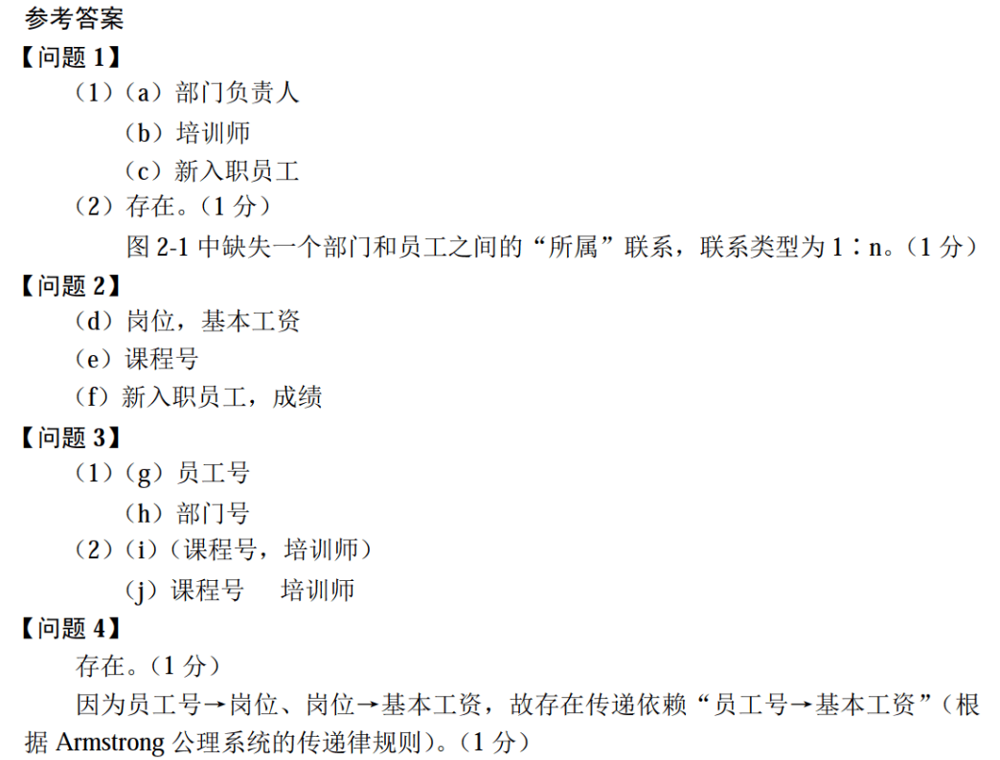 参考答案
【问题 1】
（1）（a）部门负责人
（b）培训师
（c）新入职员工
（2）存在。（1 分）
图 2-1 中缺失一个部门和员工之间的“所属”联系，联系类型为 1∶n。（1 分）
【问题 2】
（d）岗位，基本工资
（e）课程号
（f）新入职员工，成绩
【问题 3】
（1）（g）员工号
（h）部门号
（2）（i）（课程号，培训师）
（j）课程号 培训师
【问题 4】
存在。（1 分）
因为员工号→岗位、岗位→基本工资，故存在传递依赖“员工号→基本工资”（根
据 Armstrong 公理系统的传递律规则）。（1 分）